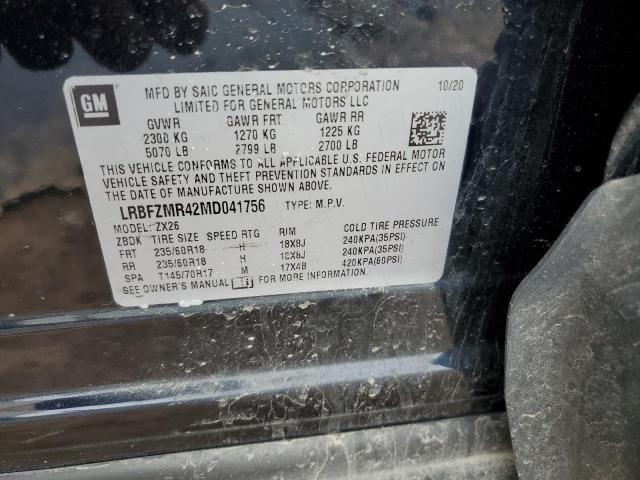 GM
MFD BY SAIC GENERAL MOTORS CORPORATION 10/20
LIMITED FOR GENERAL MOTORS LLC
GVWR GAWR FRT GAWR RR
2300 KG 1270 KG 1225 KG
5070 LB 2799 LB 2700 LB
THIS VEHICLE CONFORMS TO ALL APPLICABLE U.S. FEDERAL MOTOR
VEHICLE SAFETY AND THEFT PREVENTION STANDARDS IN EFFECT ON
THE DATE OF MANUFACTURE SHOWN ABOVE.
LRBFZMR42MD041756 TYPE: M.P.V.
MODEL: ZX26
ZBDK TIRE SIZE SPEED RTG RIM COLD TIRE PRESSURE
FRT 235/60R18 H 18X8J 240KPA(35PSI)
RR 235/60R18 H 18X8J 240KPA(35PSI)
SPA T145/70R17 M 17X4B 420KPA(60PSI)
SEE OWNER'S MANUAL FOR ADDITIONAL INFORMATION.